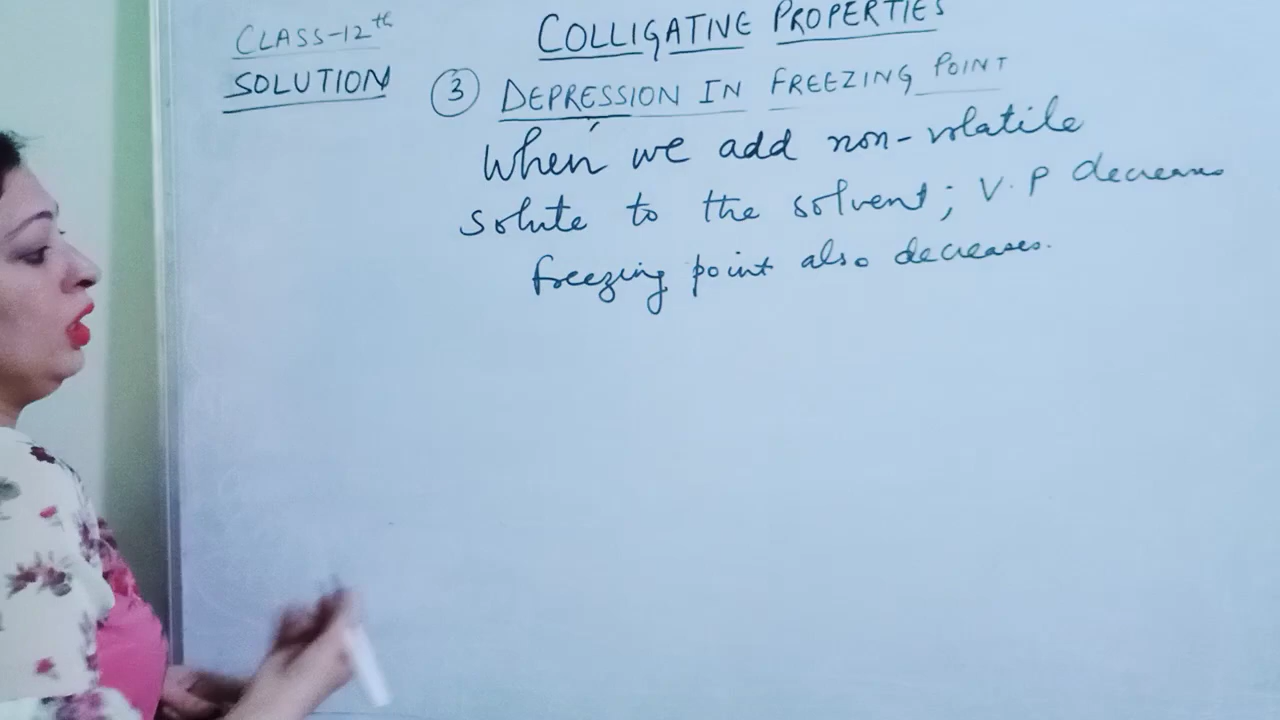 CLASS-12th
SOLUTION
COLLIGATIVE PROPERTIES
3 DEPRESSION IN FREEZING POINT
When we add non-volatile
solute to the solvent; V.P decreases
freezing point also decreases.